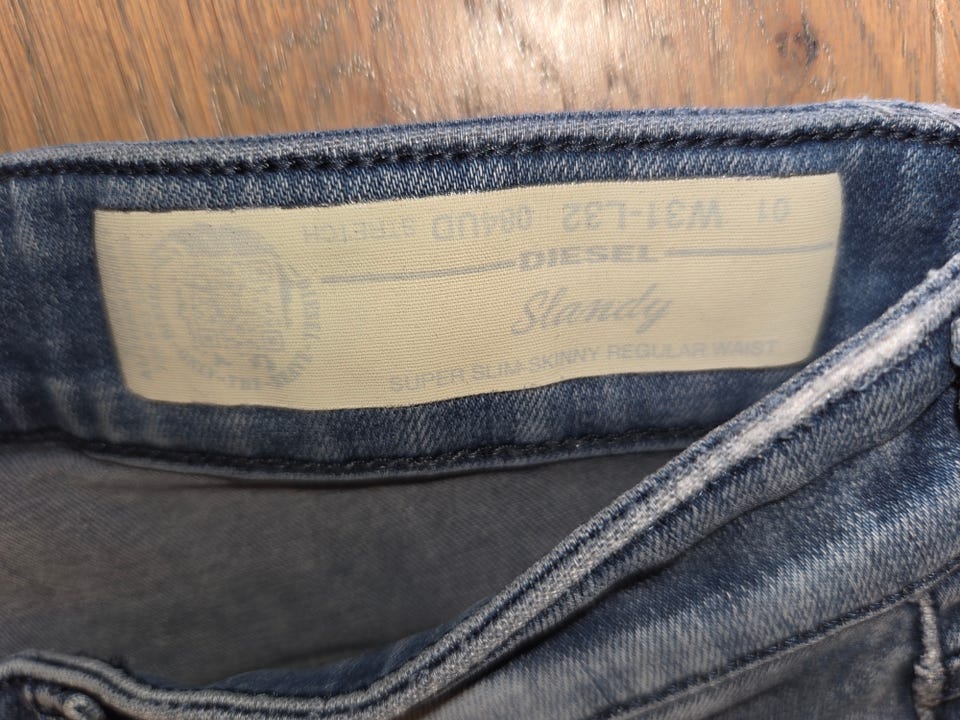 01 W31-L32 084UD STRETCH
DIESEL
Slandy
SUPER SLIM-SKINNY REGULAR WAIST